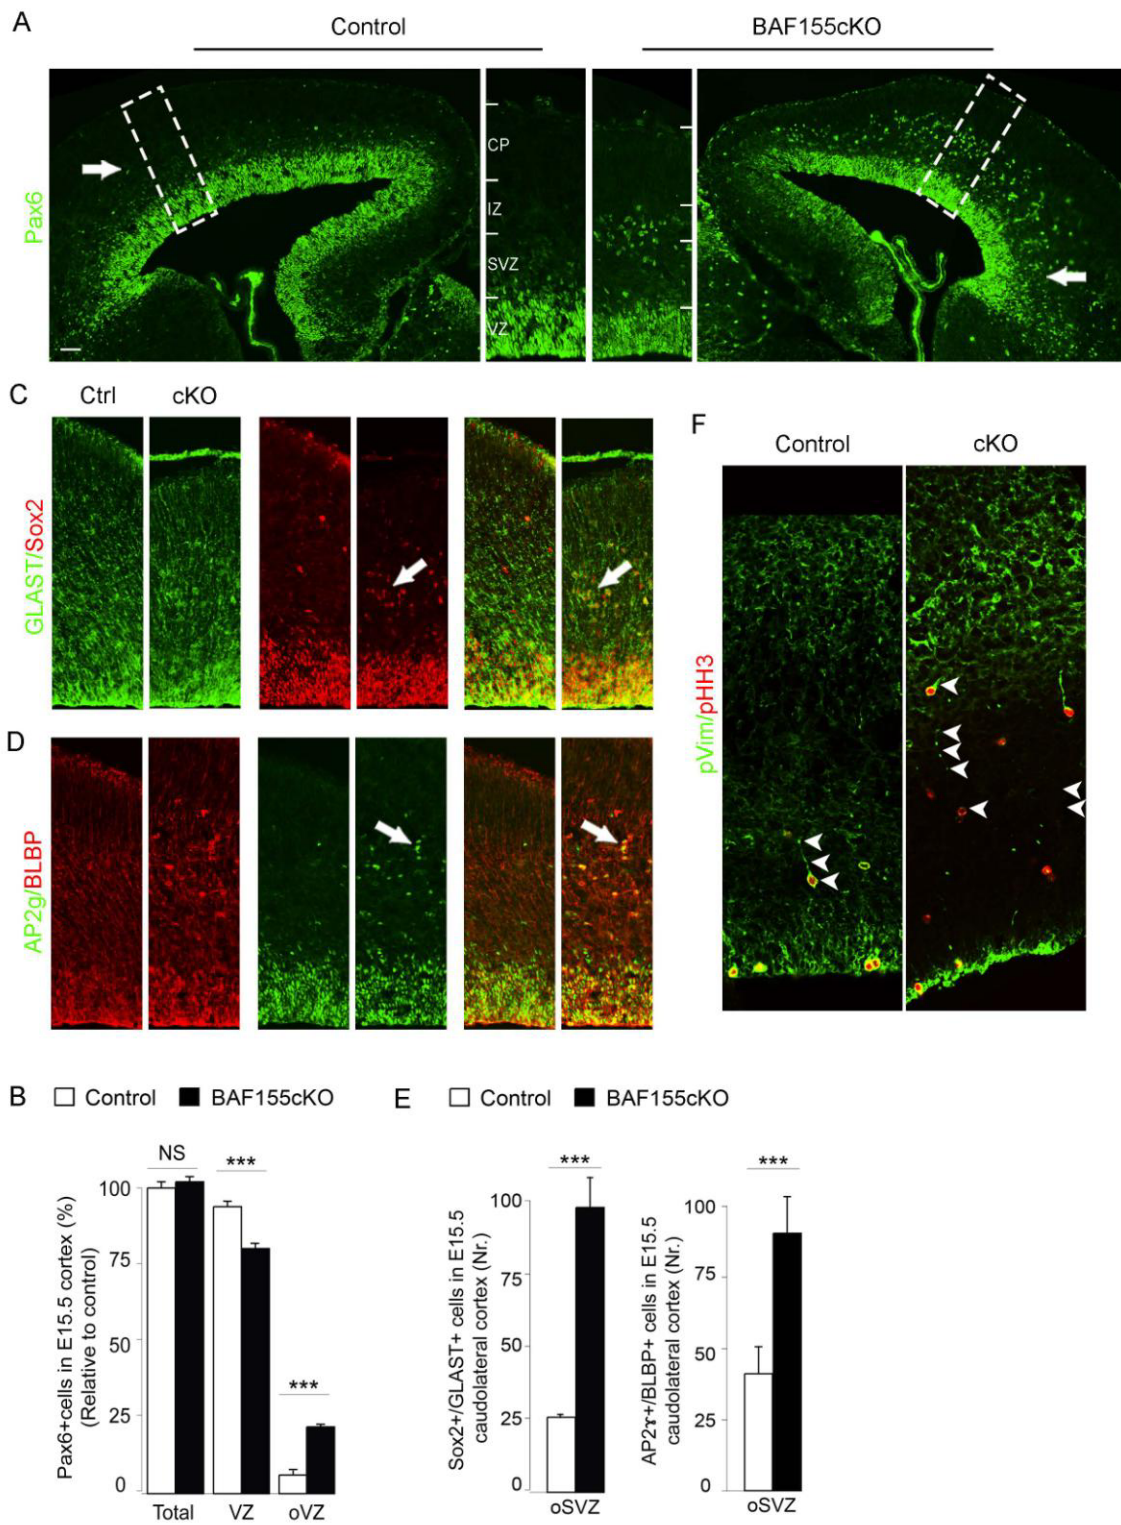 A
Control
BAF155cKO
Pax6
CP
IZ
SVZ
VZ
C
Ctrl
cKO
GLAST/Sox2
D
AP2g/BLBP
F
Control
cKO
pVim/pHH3
B
Control
BAF155cKO
Pax6+cells in E15.5 cortex (%)
(Relative to control)
NS
***
***
100
75
50
25
0
Total
VZ
oVZ
E
Control
BAF155cKO
Sox2+/GLAST+ cells in E15.5
caudolateral cortex (Nr.)
***
100
75
50
25
0
oSVZ
AP2ɤ+/BLBP+ cells in E15.5
caudolateral cortex (Nr.)
***
100
75
50
25
0
oSVZ